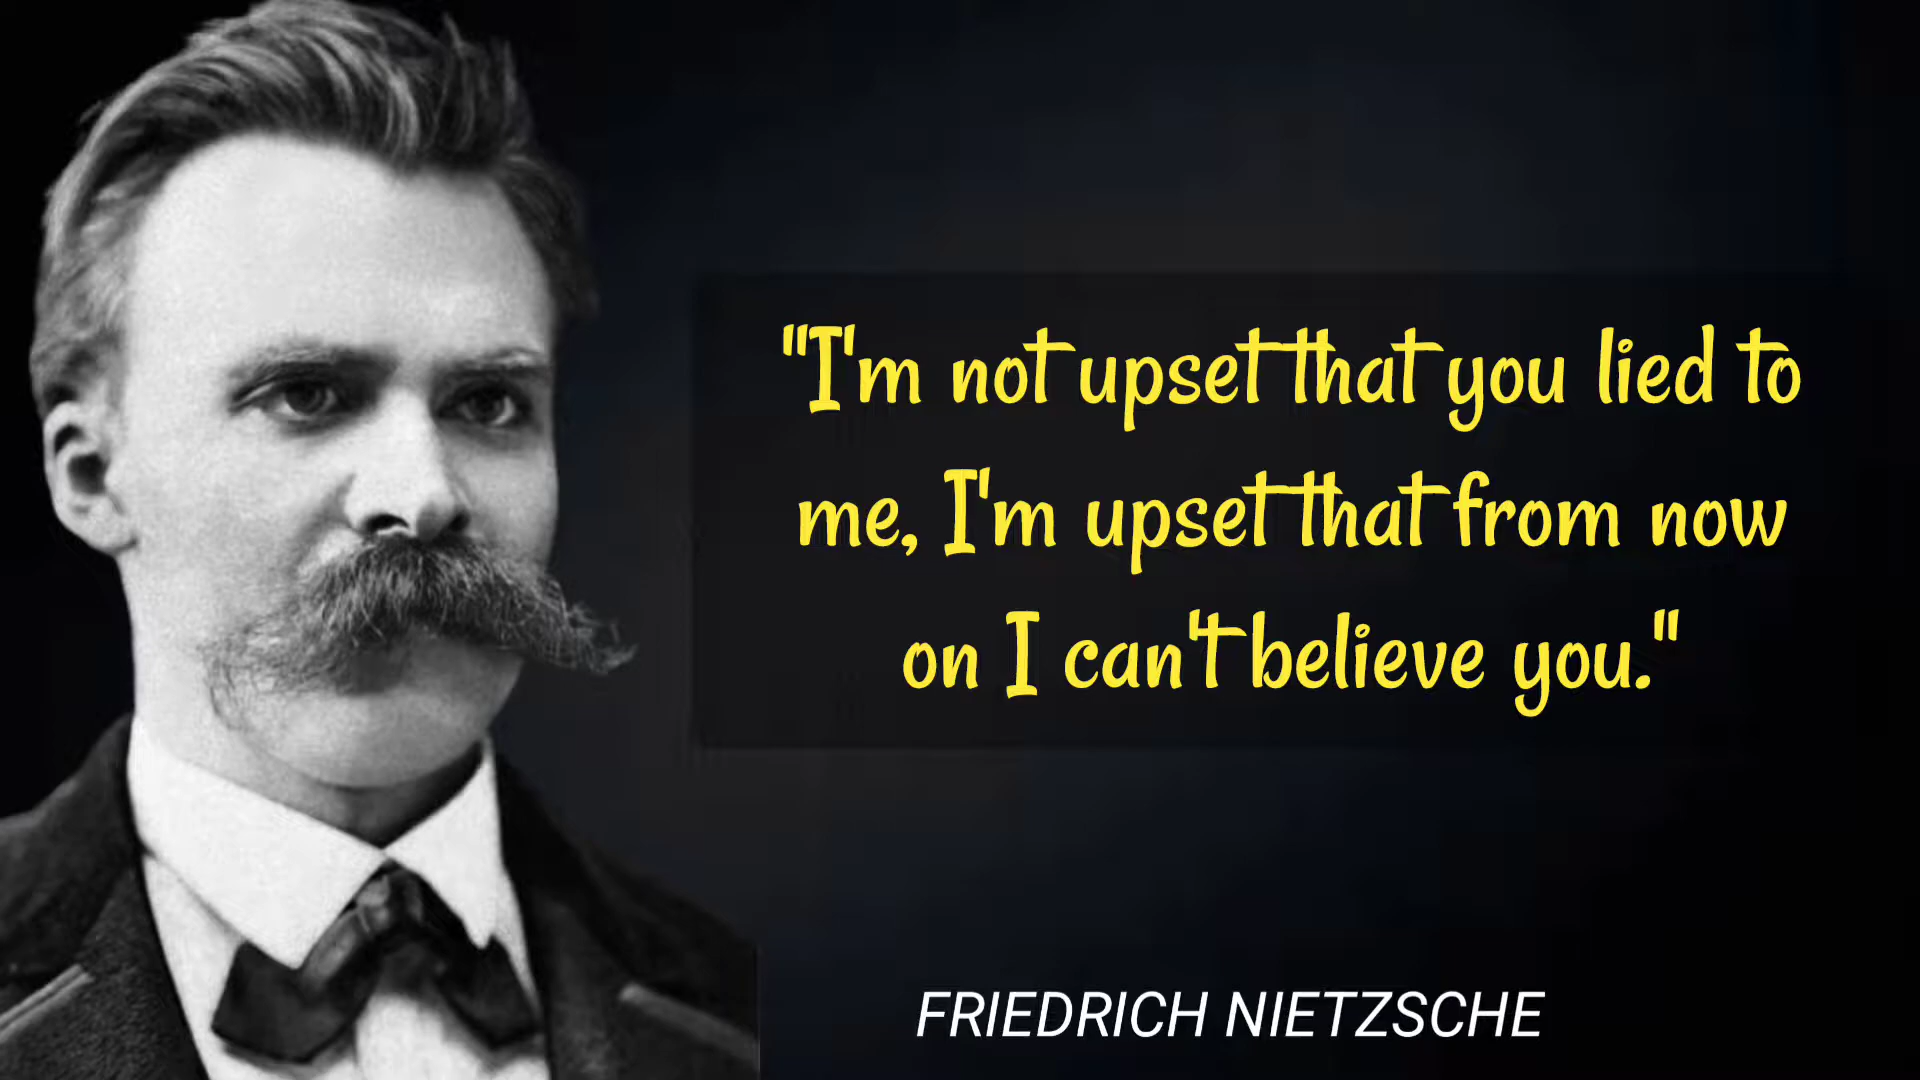 "I'm not upset that you lied to
me, I'm upset that from now
on I can't believe you."
FRIEDRICH NIETZSCHE